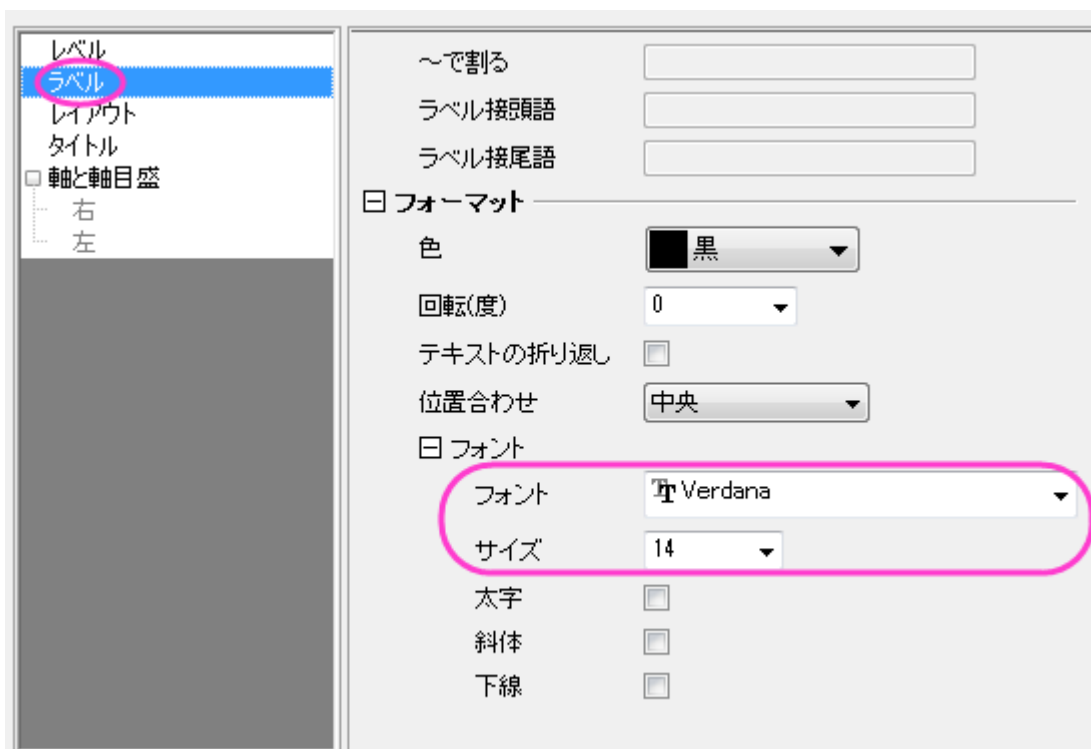 レベル
ラベル
レイアウト
タイトル
軸と軸目盛
右
左
～で割る
ラベル接頭語
ラベル接尾語
フォーマット
色 黒
回転(度) 0
テキストの折り返し
位置合わせ 中央
フォント
フォント Verdana
サイズ 14
太字
斜体
下線